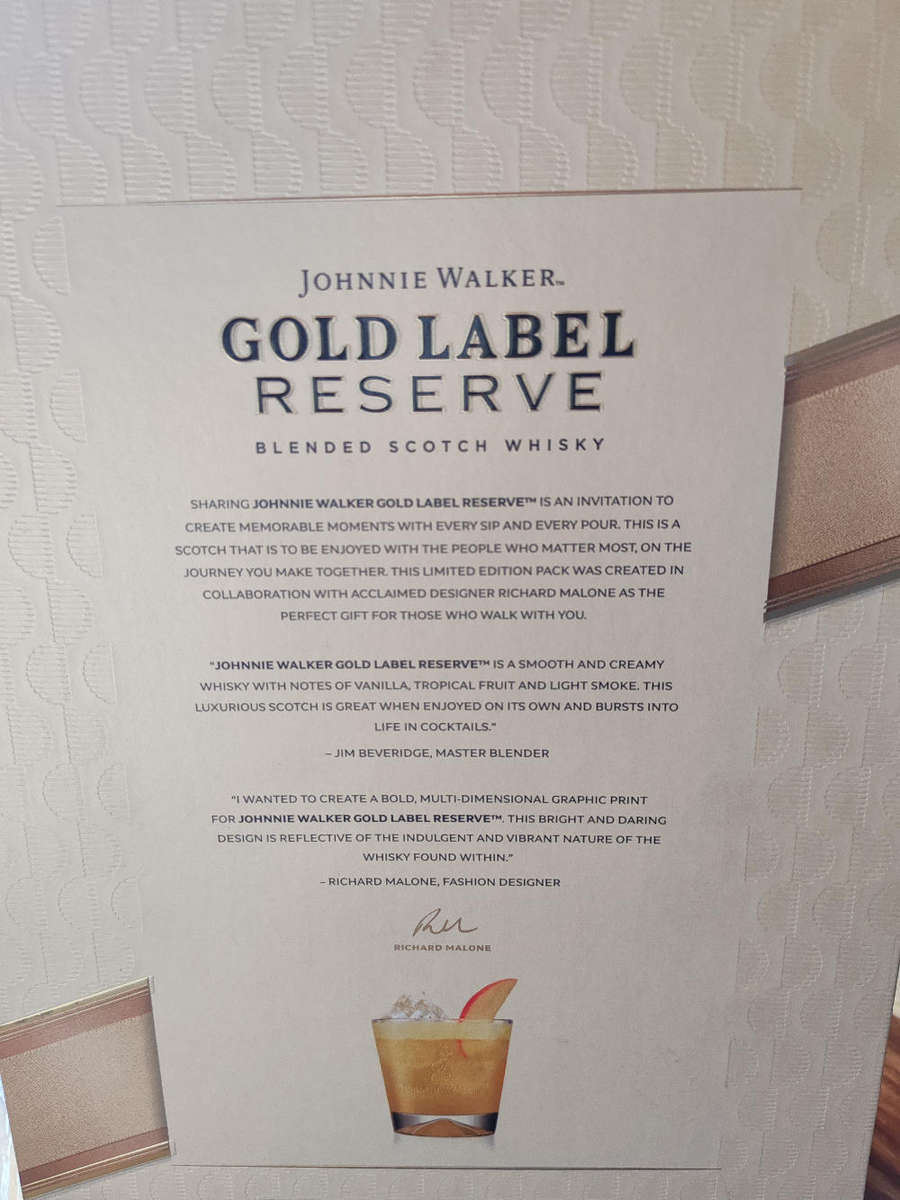 JOHNNIE WALKER™
GOLD LABEL
RESERVE
BLENDED SCOTCH WHISKY
SHARING JOHNNIE WALKER GOLD LABEL RESERVE™ IS AN INVITATION TO
CREATE MEMORABLE MOMENTS WITH EVERY SIP AND EVERY POUR. THIS IS A
SCOTCH THAT IS TO BE ENJOYED WITH THE PEOPLE WHO MATTER MOST, ON THE
JOURNEY YOU MAKE TOGETHER. THIS LIMITED EDITION PACK WAS CREATED IN
COLLABORATION WITH ACCLAIMED DESIGNER RICHARD MALONE AS THE
PERFECT GIFT FOR THOSE WHO WALK WITH YOU.
"JOHNNIE WALKER GOLD LABEL RESERVE™ IS A SMOOTH AND CREAMY
WHISKY WITH NOTES OF VANILLA, TROPICAL FRUIT AND LIGHT SMOKE. THIS
LUXURIOUS SCOTCH IS GREAT WHEN ENJOYED ON ITS OWN AND BURSTS INTO
LIFE IN COCKTAILS."
– JIM BEVERIDGE, MASTER BLENDER
"I WANTED TO CREATE A BOLD, MULTI-DIMENSIONAL GRAPHIC PRINT
FOR JOHNNIE WALKER GOLD LABEL RESERVE™. THIS BRIGHT AND DARING
DESIGN IS REFLECTIVE OF THE INDULGENT AND VIBRANT NATURE OF THE
WHISKY FOUND WITHIN."
– RICHARD MALONE, FASHION DESIGNER
RICHARD MALONE